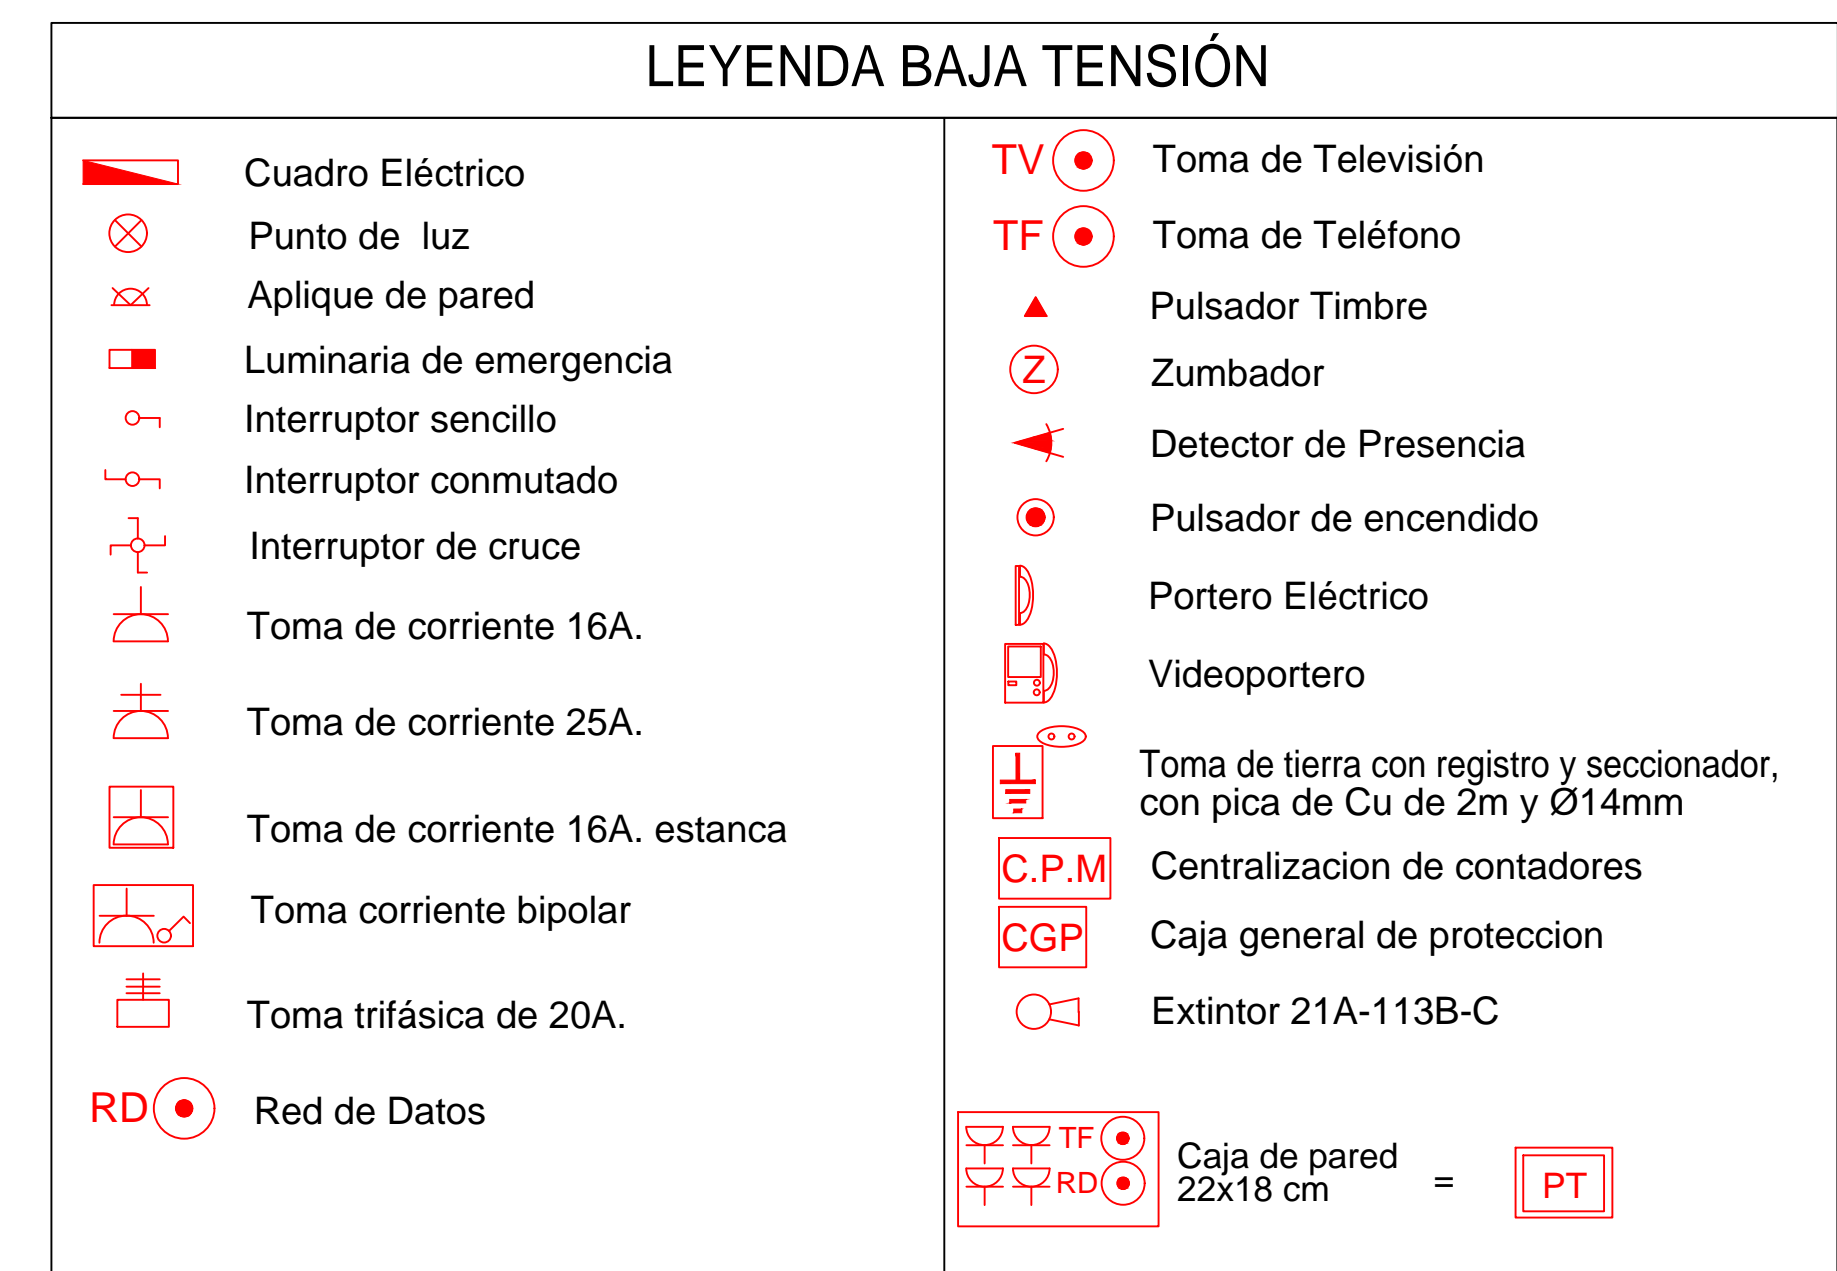 LEYENDA BAJA TENSIÓN
Cuadro Eléctrico
Punto de luz
Aplique de pared
Luminaria de emergencia
Interruptor sencillo
Interruptor conmutado
Interruptor de cruce
Toma de corriente 16A.
Toma de corriente 25A.
Toma de corriente 16A. estanca
Toma corriente bipolar
Toma trifásica de 20A.
RD Red de Datos
TV Toma de Televisión
TF Toma de Teléfono
Pulsador Timbre
Z Zumbador
Detector de Presencia
Pulsador de encendido
Portero Eléctrico
Videoportero
Toma de tierra con registro y seccionador,
con pica de Cu de 2m y Ø14mm
C.P.M Centralizacion de contadores
CGP Caja general de proteccion
Extintor 21A-113B-C
TF
RD
Caja de pared
22x18 cm = PT